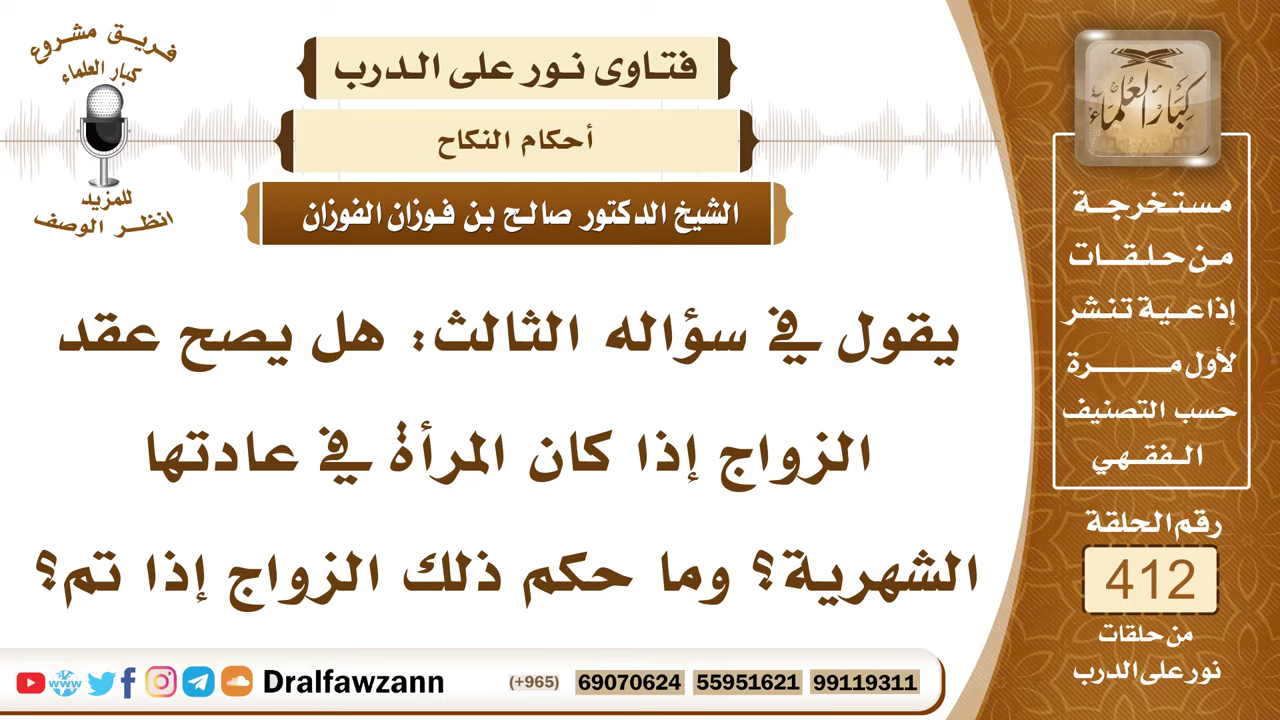 فريق مشروع
كبار العلماء
للمزيد
انظر الوصف
فتاوى نور على الدرب
أحكام النكاح
الشيخ الدكتور صالح بن فوزان الفوزان
يقول في سؤاله الثالث: هل يصح عقد
الزواج إذا كان المرأة في عادتها
الشهرية؟ وما حكم ذلك الزواج إذا تم؟
كبار العلماء
مستخرجة
من حلقات
إذاعية تنشر
لأول مرة
حسب التصنيف
الفقهي
رقم الحلقة
412
من حلقات
نور على الدرب
www
Dralfawzann
(+965) 69070624 55951621 99119311